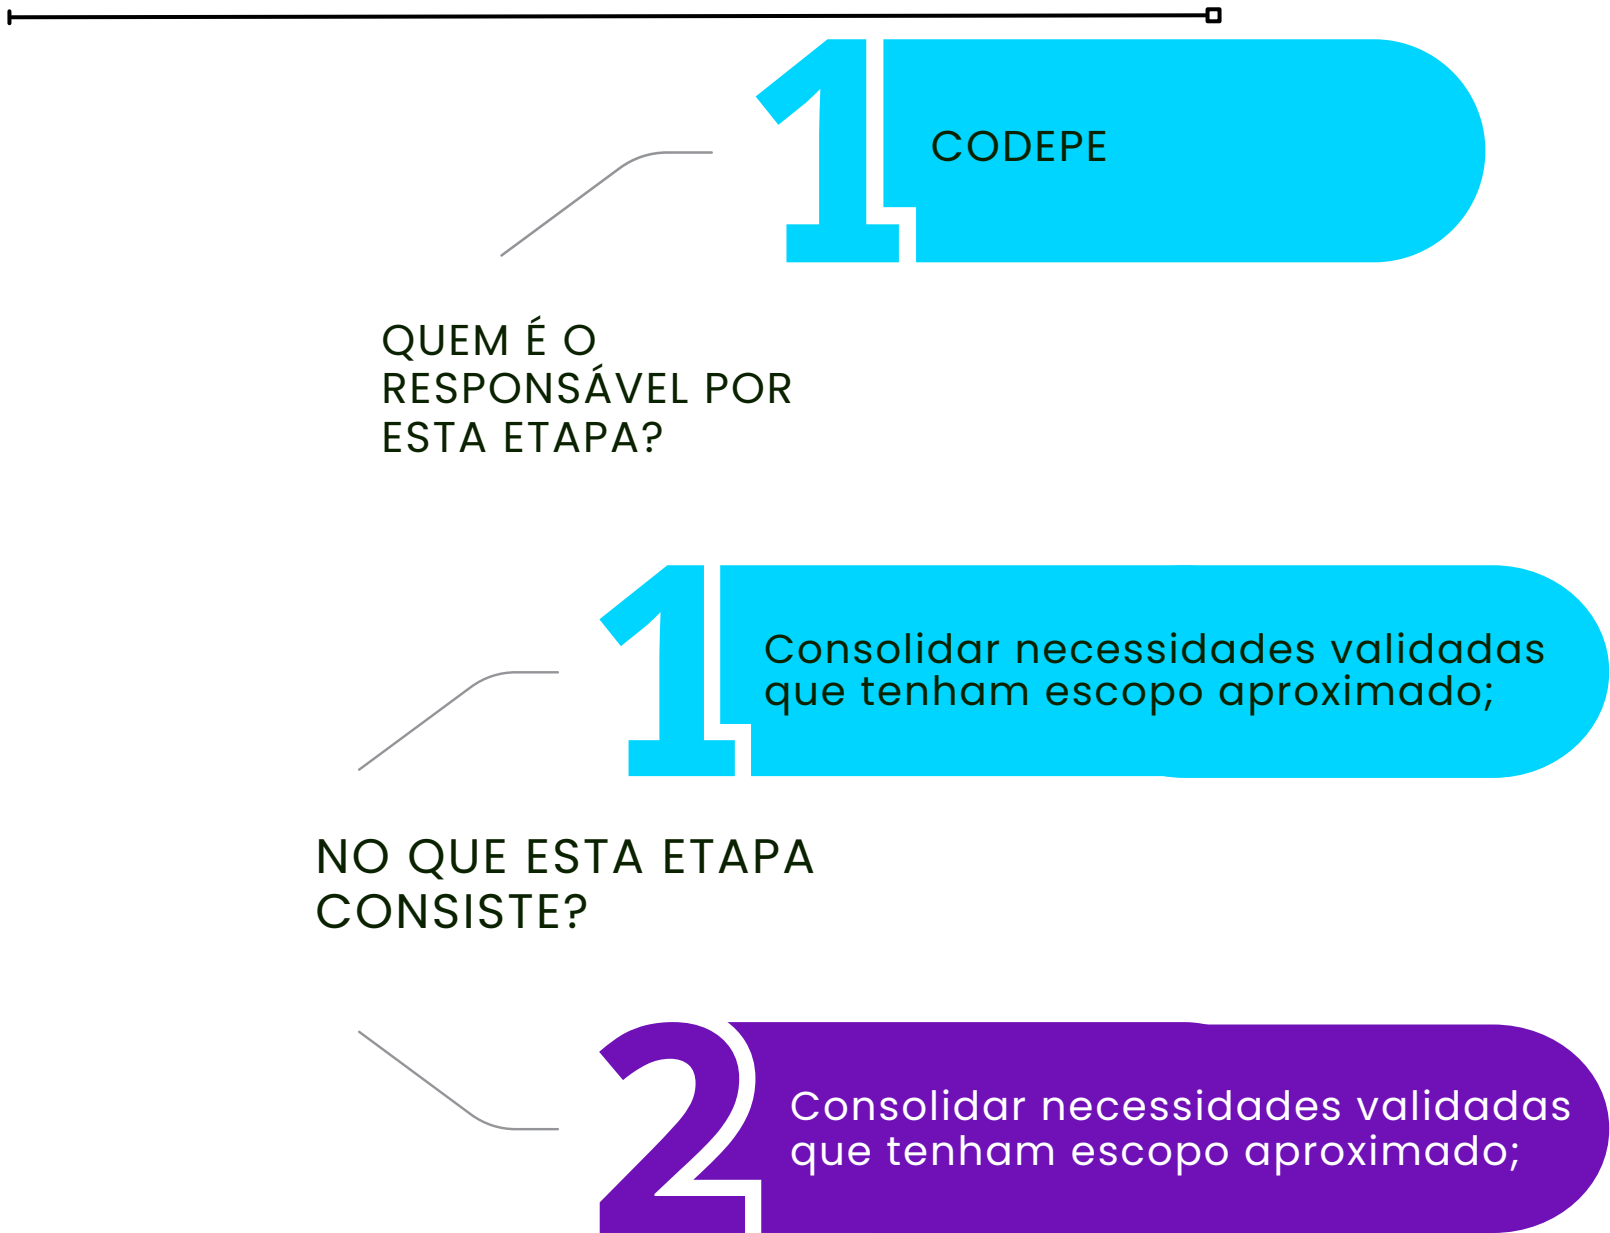 1
CODEPE
QUEM É O
RESPONSÁVEL POR
ESTA ETAPA?
1
Consolidar necessidades validadas
que tenham escopo aproximado;
NO QUE ESTA ETAPA
CONSISTE?
2
Consolidar necessidades validadas
que tenham escopo aproximado;